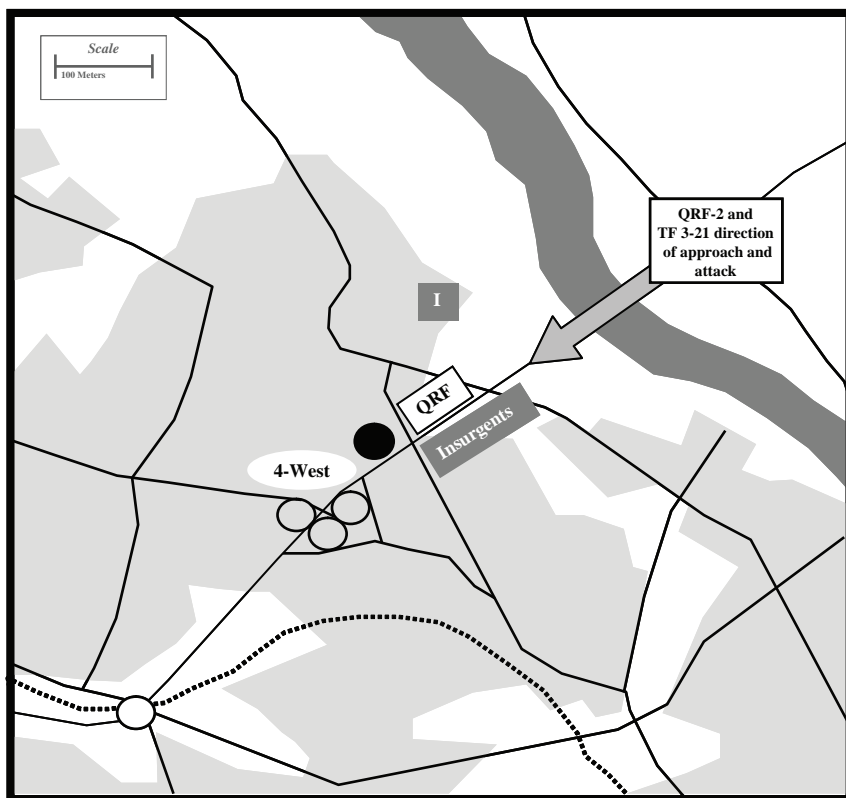 Scale
100 Meters
QRF-2 and
TF 3-21 direction
of approach and
attack
I
QRF
Insurgents
4-West